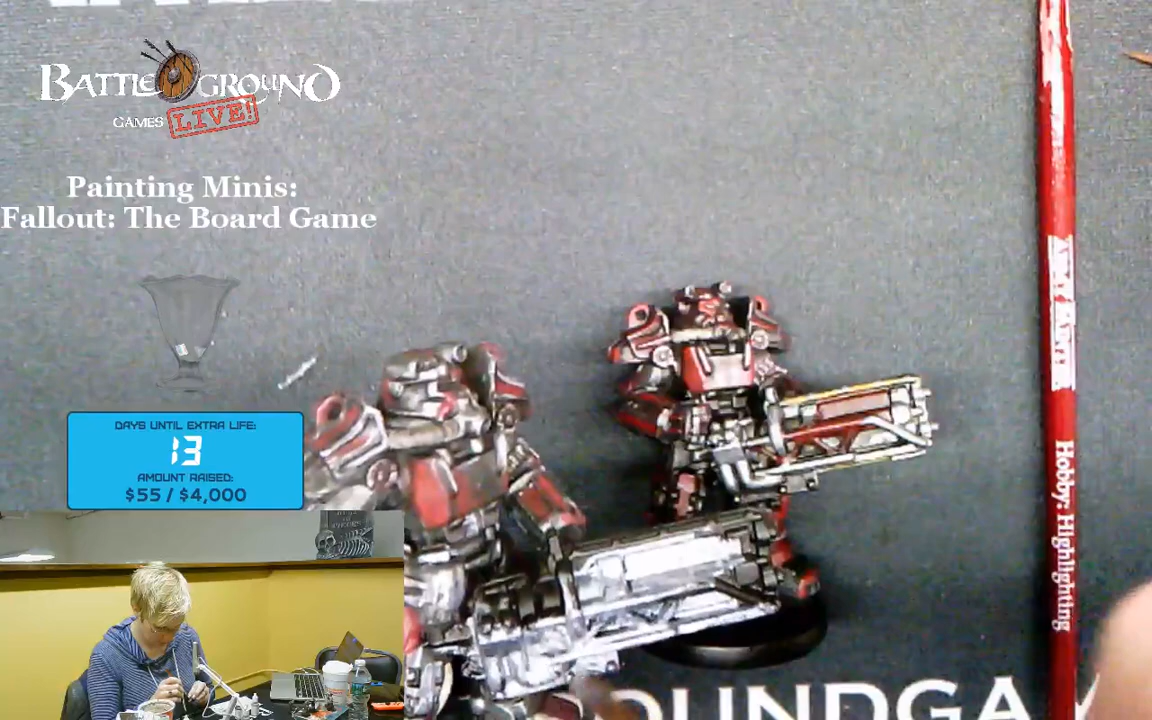 BATTLEGROUND
GAMES LIVE!
Painting Minis:
Fallout: The Board Game
DAYS UNTIL EXTRA LIFE:
13
AMOUNT RAISED:
$55 / $4,000
Hobby: Highlighting
OUNDGA